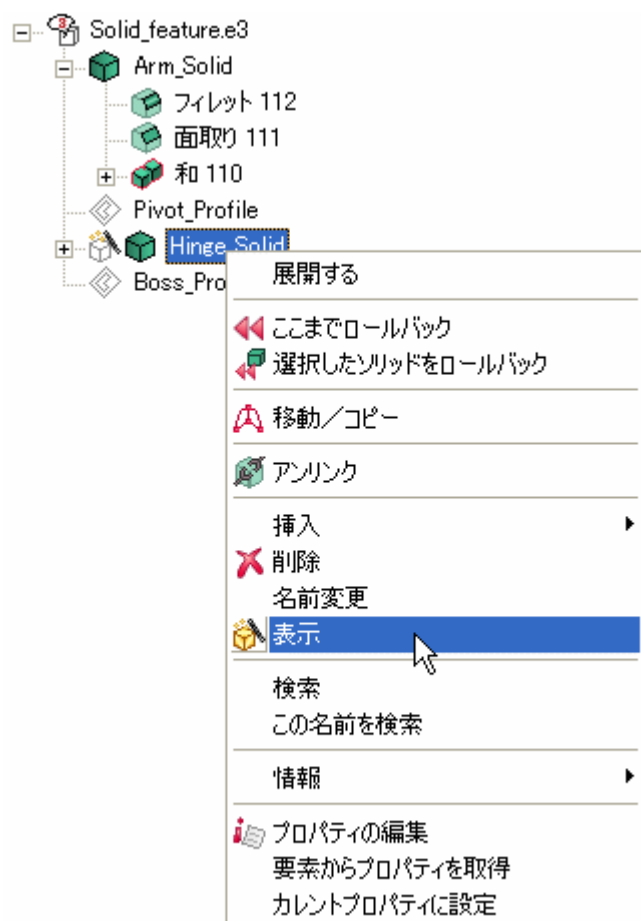 Solid_feature.e3
Arm_Solid
フィレット 112
面取り 111
和 110
Pivot_Profile
Hinge_Solid
Boss_Pro
展開する
ここまでロールバック
選択したソリッドをロールバック
移動／コピー
アンリンク
挿入
削除
名前変更
表示
検索
この名前を検索
情報
プロパティの編集
要素からプロパティを取得
カレントプロパティに設定